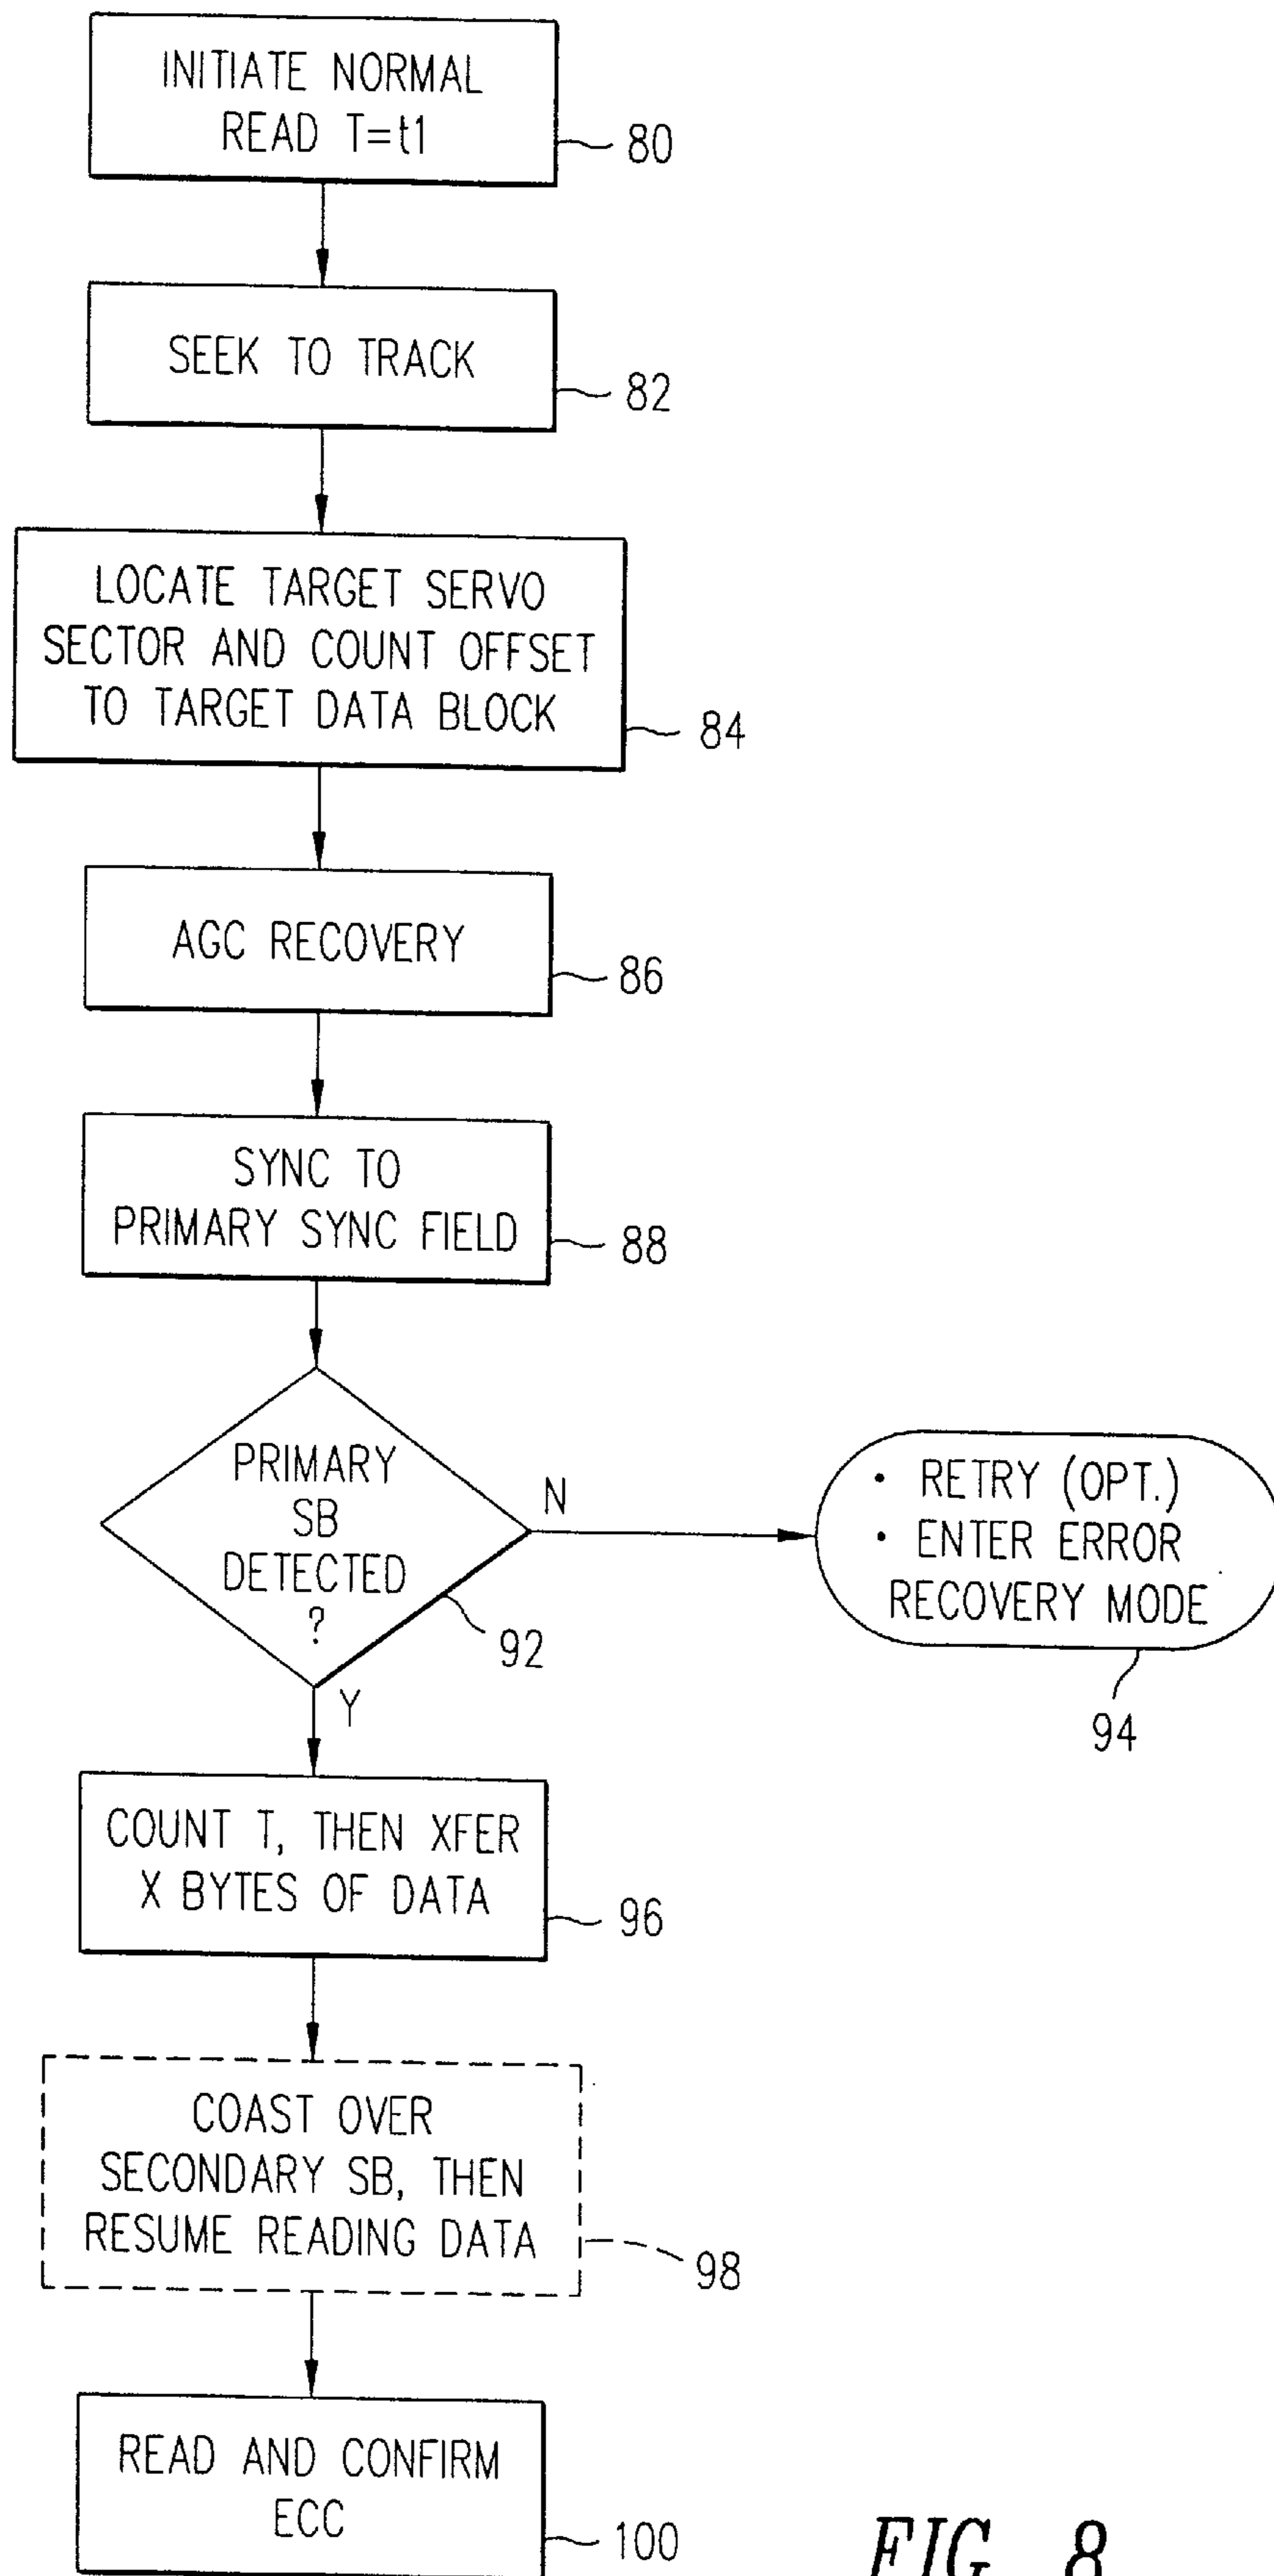 INITIATE NORMAL
READ T=t1
80
SEEK TO TRACK
82
LOCATE TARGET SERVO
SECTOR AND COUNT OFFSET
TO TARGET DATA BLOCK
84
AGC RECOVERY
86
SYNC TO
PRIMARY SYNC FIELD
88
PRIMARY
SB
DETECTED
?
92
N
• RETRY (OPT.)
• ENTER ERROR
RECOVERY MODE
94
Y
COUNT T, THEN XFER
X BYTES OF DATA
96
COAST OVER
SECONDARY SB, THEN
RESUME READING DATA
98
READ AND CONFIRM
ECC
100
FIG. 8